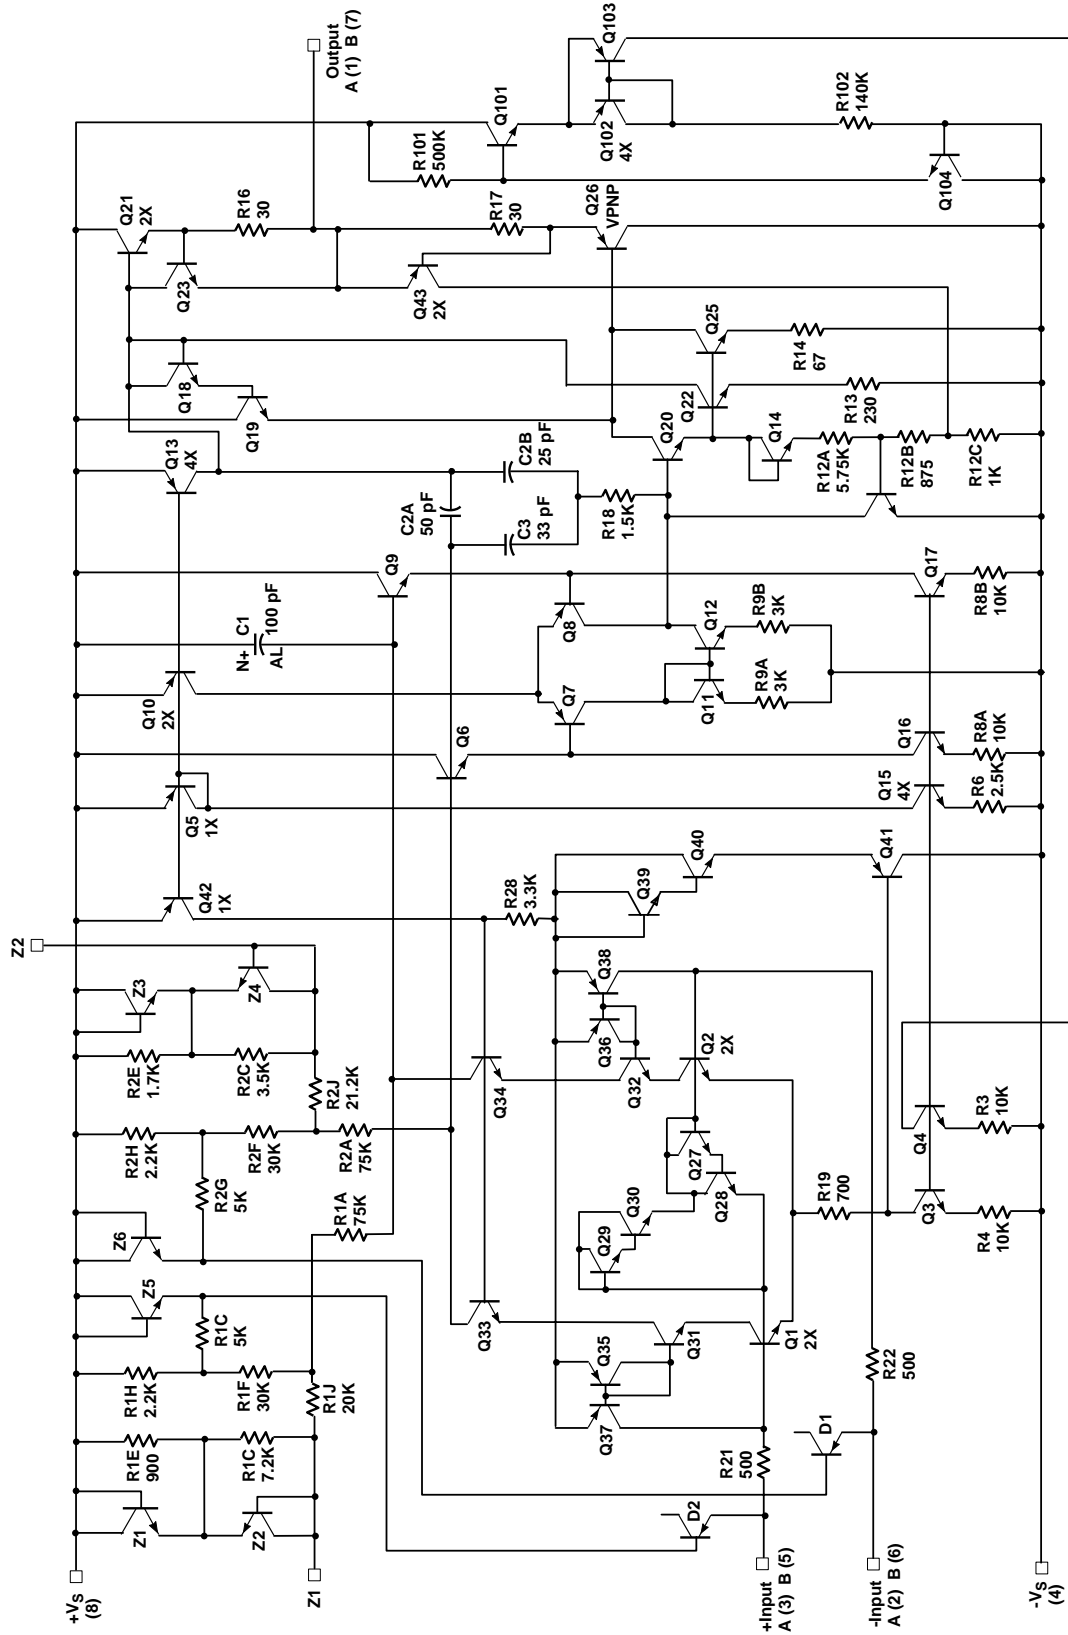 +VS
(8)
Z1
+Input
A (3) B (5)
-Input
A (2) B (6)
-VS
(4)
Z1
Z2
R1E
900
R1C
7.2K
R1H
2.2K
R1F
30K
R1J
20K
Z5
R1C
5K
Z6
R2G
5K
R1A
75K
R2H
2.2K
R2F
30K
R2A
75K
R2J
21.2K
R2E
1.7K
R2C
3.5K
Z3
Z4
Z2
D2
D1
R21
500
R22
500
Q37
Q35
Q31
Q1
2X
Q33
Q29
Q30
Q28
Q27
Q34
Q36
Q38
Q32
Q2
2X
R19
700
Q3
R4
10K
Q4
R3
10K
Q42
1X
R28
3.3K
Q39
Q40
Q41
Q5
1X
Q15
4X
R6
2.5K
Q16
R8A
10K
Q6
Q10
2X
N+
C1
AL
100 pF
Q7
Q8
Q9
Q11
Q12
R9A
3K
R9B
3K
Q17
R8B
10K
Q13
4X
C2A
50 pF
C2B
25 pF
C3
33 pF
R18
1.5K
Q18
Q19
Q20
Q22
Q25
Q14
R12A
5.75K
R12B
875
R12C
1K
R13
230
R14
67
Q21
2X
Q23
R16
30
R17
30
Q43
2X
Q26
VPNP
Output
A (1) B (7)
R101
500K
Q101
Q102
4X
Q103
R102
140K
Q104